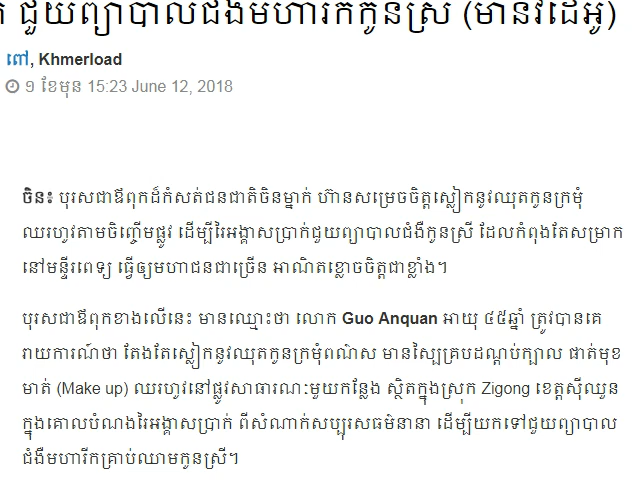 ជួយព្យាបាលជំងឺមហារីកកូនស្រី (មានវីដេអូ)
ពៅ, Khmerload
១ ខែមុន 15:23 June 12, 2018
ចិន៖ បុរសជាឪពុកដ៏កំសត់ជនជាតិចិនម្នាក់ ហ៊ានសម្រេចចិត្តស្លៀកនូវឈុតកូនក្រមុំ
ឈរហូវតាមចិញ្ចើមផ្លូវ ដើម្បីរៃអង្គាសប្រាក់ជួយព្យាបាលជំងឺកូនស្រី ដែលកំពុងតែសម្រាក
នៅមន្ទីរពេទ្យ ធ្វើឲ្យមហាជនជាច្រើន អាណិតខ្លោចចិត្តជាខ្លាំង។
បុរសជាឪពុកខាងលើនេះ មានឈ្មោះថា លោក Guo Anquan អាយុ ៤៥ឆ្នាំ ត្រូវបានគេ
រាយការណ៍ថា តែងតែស្លៀកនូវឈុតកូនក្រមុំពណ៌ស មានស្បៃគ្របដណ្តប់ក្បាល ផាត់មុខ
មាត់ (Make up) ឈរហូវនៅផ្លូវសាធារណៈមួយកន្លែង ស្ថិតក្នុងស្រុក Zigong ខេត្តស៊ីឈួន
ក្នុងគោលបំណងរៃអង្គាសប្រាក់ ពីសំណាក់សប្បុរសធម៌នានា ដើម្បីយកទៅជួយព្យាបាល
ជំងឺមហារីកគ្រាប់ឈាមកូនស្រី។